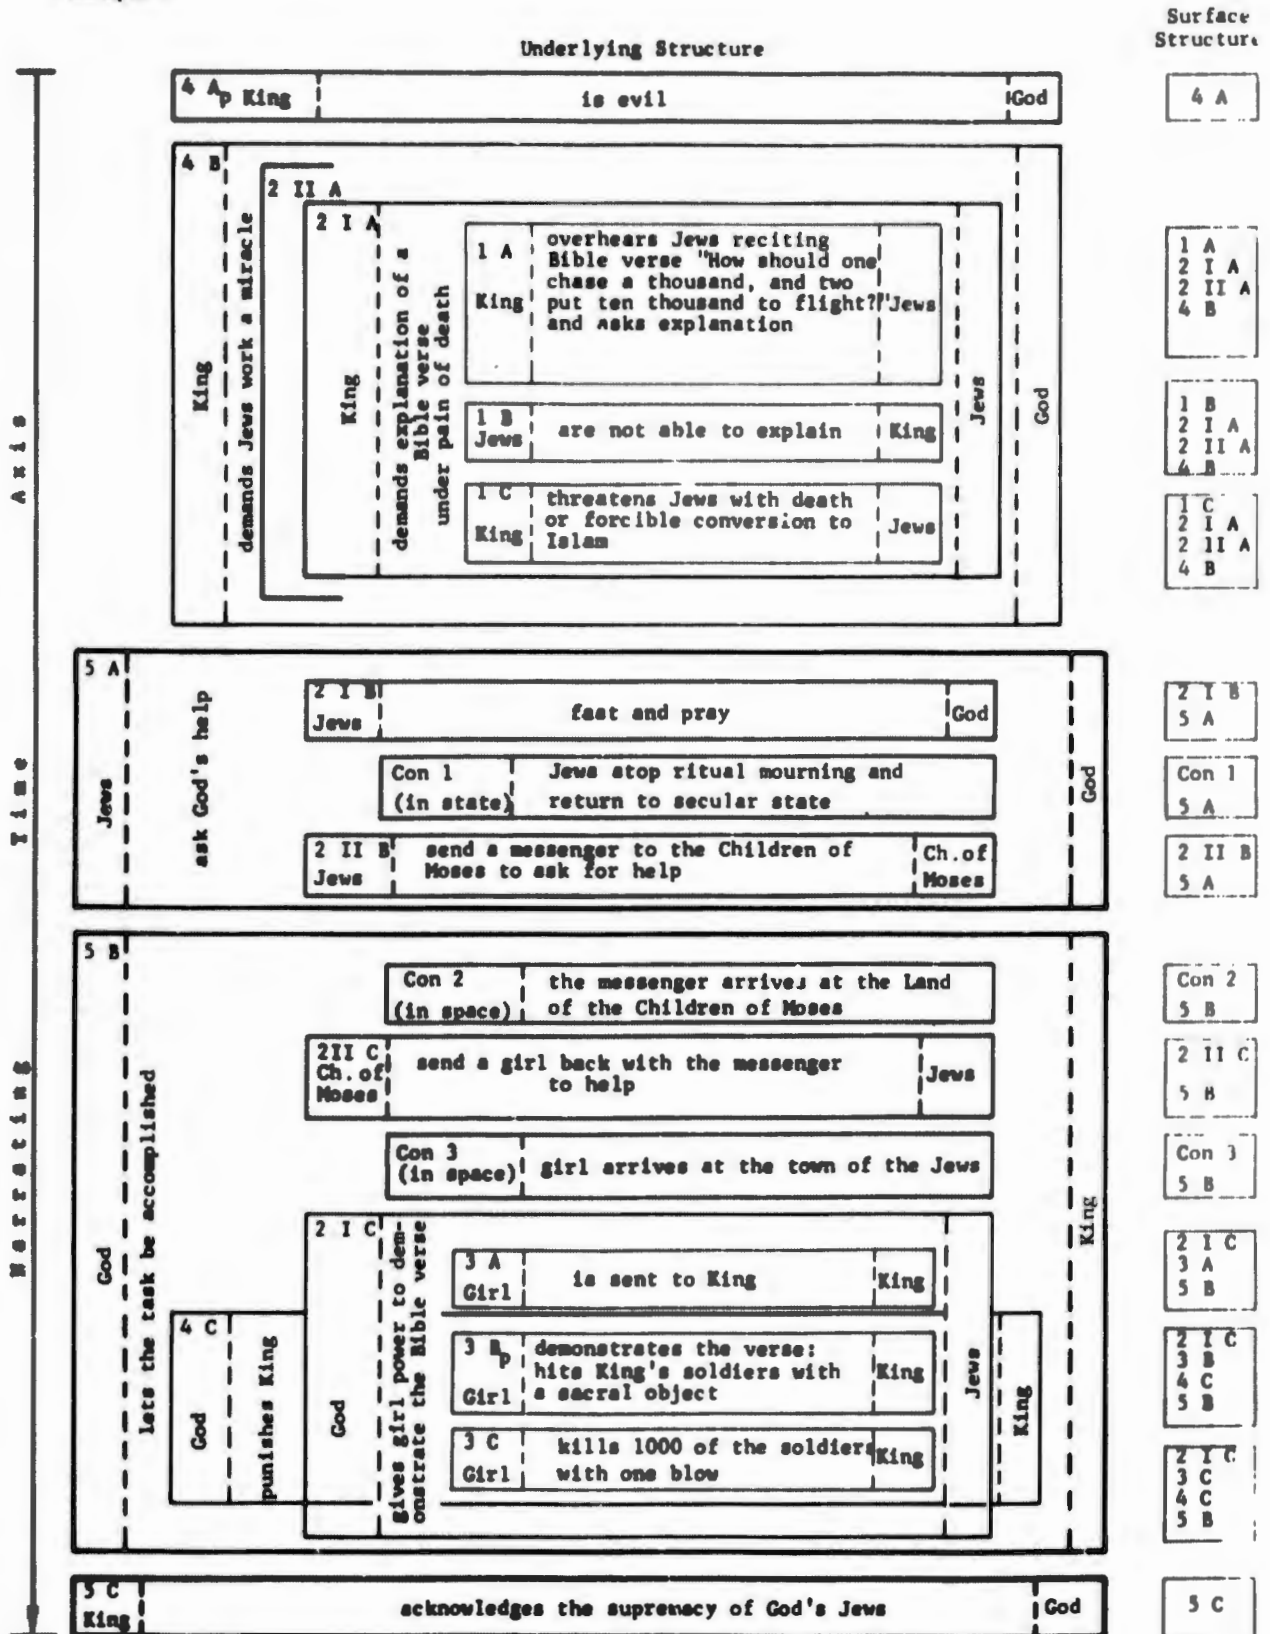 Surface
Structure
Underlying Structure
4 Ap King
is evil
God
4 A
4 B
King
demands Jews work a miracle
2 II A
2 I A
King
demands explanation of a
Bible verse
under pain of death
1 A
King
overhears Jews reciting
Bible verse "How should one
chase a thousand, and two
put ten thousand to flight?"
and asks explanation
Jews
1 B
Jews
are not able to explain
King
1 C
King
threatens Jews with death
or forcible conversion to
Islam
Jews
Jews
God
1 A
2 I A
2 II A
4 B
1 B
2 I A
2 II A
4 B
1 C
2 I A
2 II A
4 B
5 A
Jews
ask God's help
2 I B
Jews
fast and pray
God
Con 1
(in state)
Jews stop ritual mourning and
return to secular state
2 II B
Jews
send a messenger to the Children of
Moses to ask for help
Ch.of
Moses
God
2 I B
5 A
Con 1
5 A
2 II B
5 A
5 B
God
lets the task be accomplished
Con 2
(in space)
the messenger arrives at the Land
of the Children of Moses
2II C
Ch.of
Moses
send a girl back with the messenger
to help
Jews
Con 3
(in space)
girl arrives at the town of the Jews
2 I C
God
gives girl power to dem-
onstrate the Bible verse
3 A
Girl
is sent to King
King
4 C
God
punishes King
3 Bp
Girl
demonstrates the verse:
hits King's soldiers with
a sacral object
King
3 C
Girl
kills 1000 of the soldiers
with one blow
King
Jews
King
King
Con 2
5 B
2 II C
5 B
Con 3
5 B
2 I C
3 A
5 B
2 I C
3 B
4 C
5 B
2 I C
3 C
4 C
5 B
5 C
King
acknowledges the supremacy of God's Jews
God
5 C
Narrating Time Axis